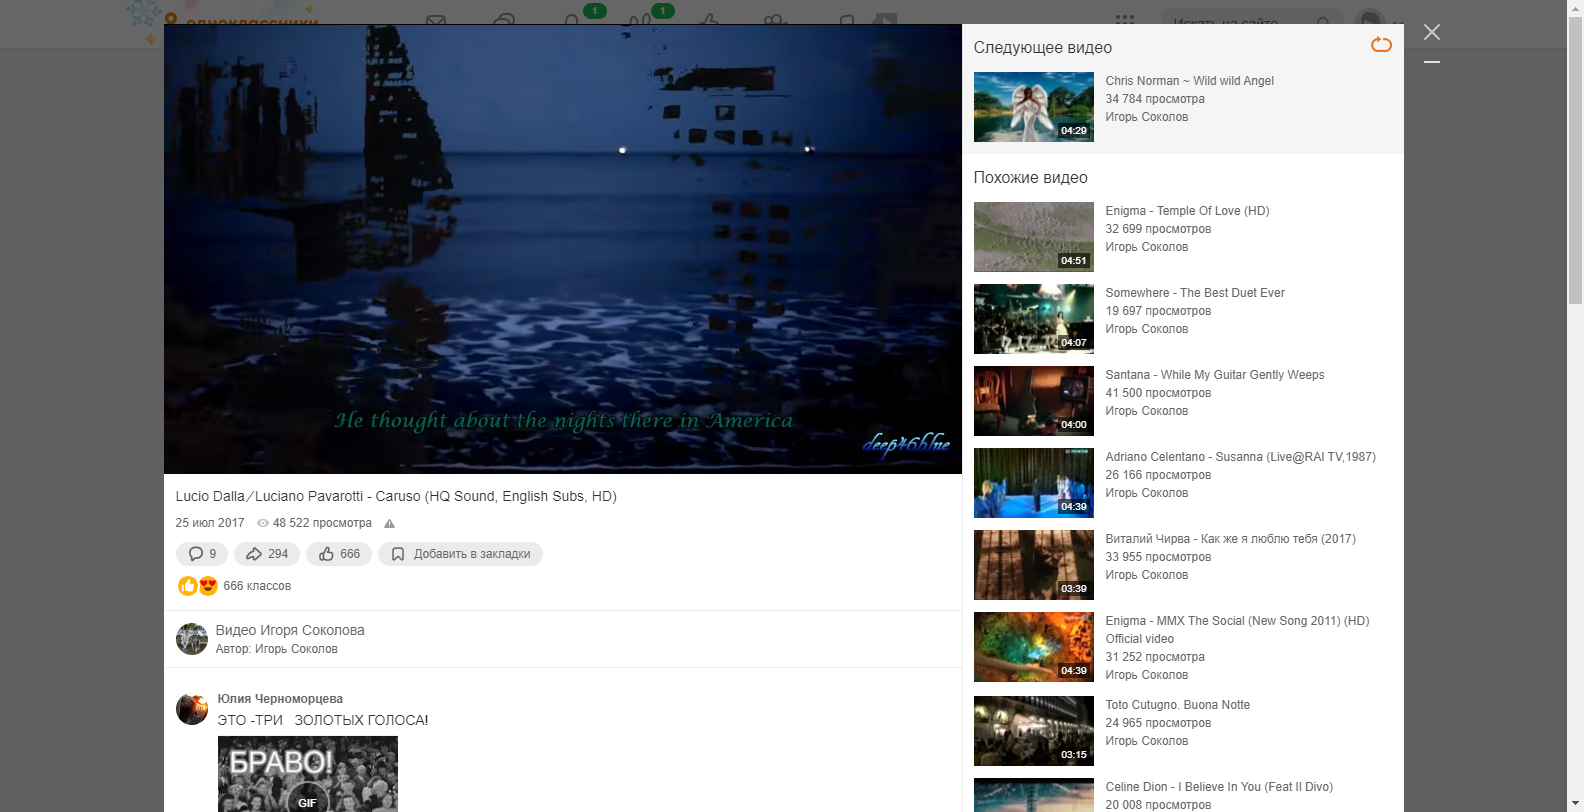 одноклассники
1
1
Искать на сайте
He thought about the nights there in America
deep46blue
Lucio Dalla/Luciano Pavarotti - Caruso (HQ Sound, English Subs, HD)
25 июл 2017 48 522 просмотра
9 294 666 Добавить в закладки
666 классов
Видео Игоря Соколова
Автор: Игорь Соколов
Юлия Черноморцева
ЭТО -ТРИ ЗОЛОТЫХ ГОЛОСА!
БРАВО!
GIF
Следующее видео
Chris Norman ~ Wild wild Angel
34 784 просмотра
Игорь Соколов
04:29
Похожие видео
Enigma - Temple Of Love (HD)
32 699 просмотров
Игорь Соколов
04:51
Somewhere - The Best Duet Ever
19 697 просмотров
Игорь Соколов
04:07
Santana - While My Guitar Gently Weeps
41 500 просмотров
Игорь Соколов
04:00
Adriano Celentano - Susanna (Live@RAI TV,1987)
26 166 просмотров
Игорь Соколов
04:39
Виталий Чирва - Как же я люблю тебя (2017)
33 955 просмотров
Игорь Соколов
03:39
Enigma - MMX The Social (New Song 2011) (HD)
Official video
31 252 просмотра
Игорь Соколов
04:39
Toto Cutugno. Buona Notte
24 965 просмотров
Игорь Соколов
03:15
Celine Dion - I Believe In You (Feat Il Divo)
20 008 просмотров